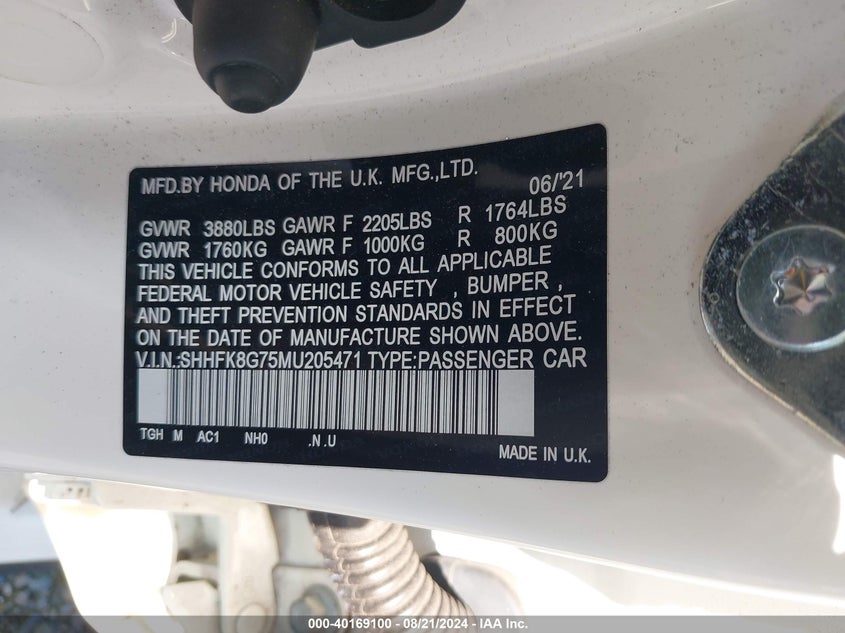 MFD.BY HONDA OF THE U.K. MFG.,LTD. 06/'21
GVWR 3880LBS GAWR F 2205LBS R 1764LBS
GVWR 1760KG GAWR F 1000KG R 800KG
THIS VEHICLE CONFORMS TO ALL APPLICABLE
FEDERAL MOTOR VEHICLE SAFETY , BUMPER ,
AND THEFT PREVENTION STANDARDS IN EFFECT
ON THE DATE OF MANUFACTURE SHOWN ABOVE.
V.I.N.:SHHFK8G75MU205471 TYPE:PASSENGER CAR
TGH M AC1 NH0 .N .U
MADE IN U.K.
000-40169100 - 08/21/2024 - IAA Inc.